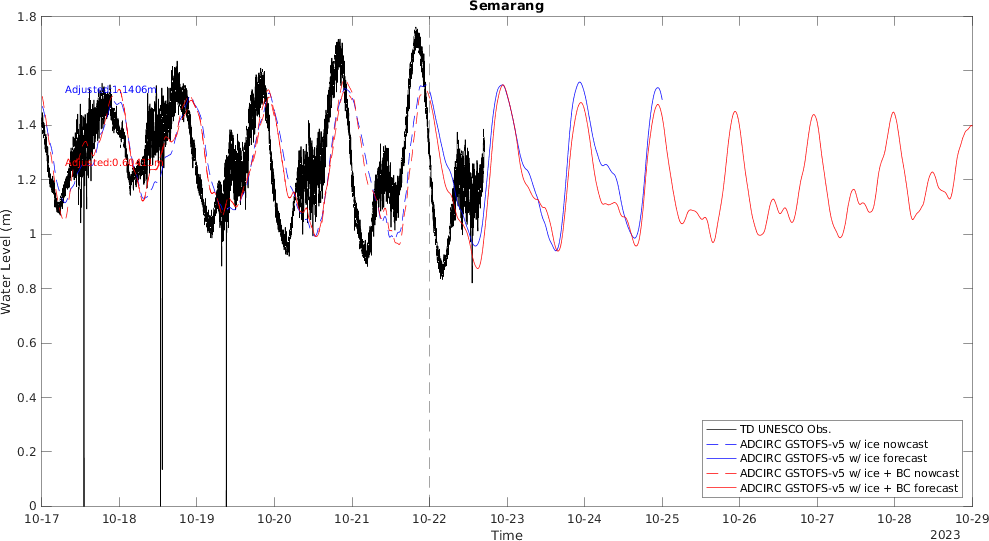 Semarang
1.8
1.6
1.4
1.2
1
0.8
0.6
0.4
0.2
0
Water Level (m)
Adjusted:1.1406m
10-17
10-18
10-19
10-20
10-21
10-22
10-23
10-24
10-25
10-26
10-27
10-28
10-29
Time
2023
TD UNESCO Obs.
ADCIRC GSTOFS-v5 w/ ice nowcast
ADCIRC GSTOFS-v5 w/ ice forecast
ADCIRC GSTOFS-v5 w/ ice + BC nowcast
ADCIRC GSTOFS-v5 w/ ice + BC forecast